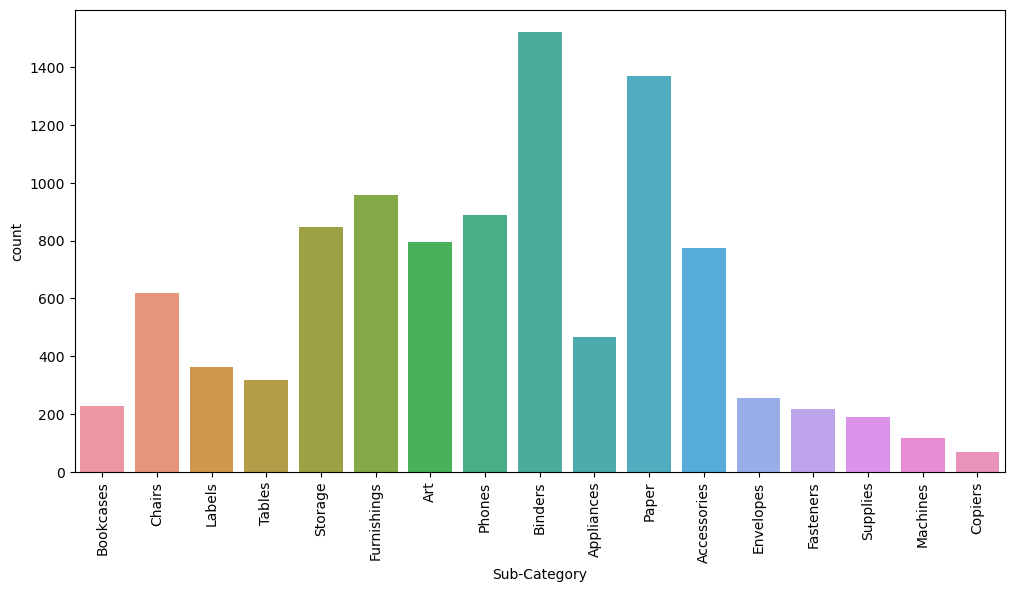 1400
1200
1000
800
600
400
200
0
count
Bookcases
Chairs
Labels
Tables
Storage
Furnishings
Art
Phones
Binders
Appliances
Paper
Accessories
Envelopes
Fasteners
Supplies
Machines
Copiers
Sub-Category